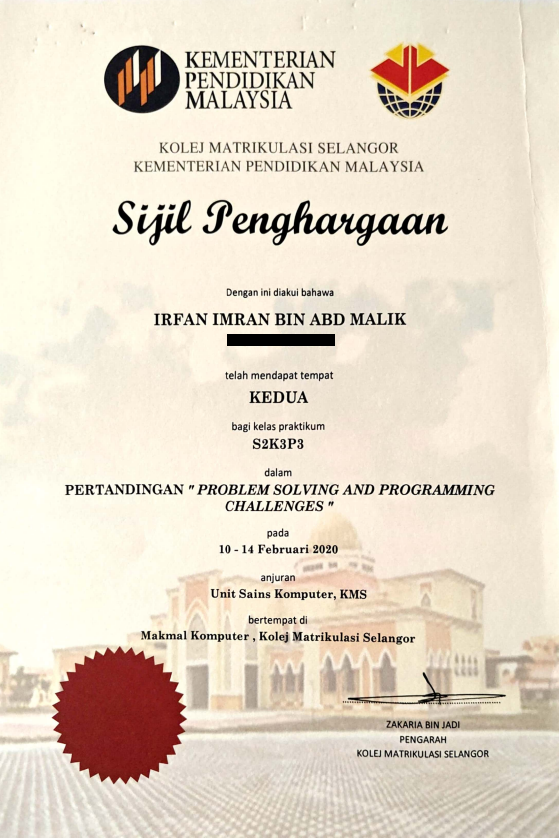 KEMENTERIAN
PENDIDIKAN
MALAYSIA
KOLEJ MATRIKULASI SELANGOR
KEMENTERIAN PENDIDIKAN MALAYSIA
Sijil Penghargaan
Dengan ini diakui bahawa
IRFAN IMRAN BIN ABD MALIK
telah mendapat tempat
KEDUA
bagi kelas praktikum
S2K3P3
dalam
PERTANDINGAN " PROBLEM SOLVING AND PROGRAMMING
CHALLENGES "
pada
10 - 14 Februari 2020
anjuran
Unit Sains Komputer, KMS
bertempat di
Makmal Komputer , Kolej Matrikulasi Selangor
ZAKARIA BIN JADI
PENGARAH
KOLEJ MATRIKULASI SELANGOR